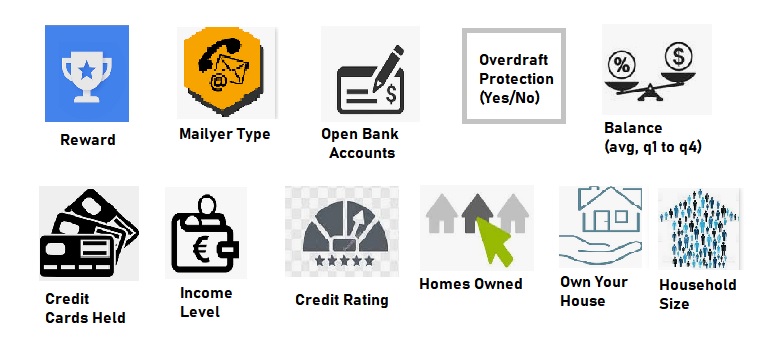 Reward
Mailyer Type
Open Bank
Accounts
$
Overdraft
Protection
(Yes/No)
% $
Balance
(avg, q1 to q4)
Credit
Cards Held
€
Income
Level
Credit Rating
Homes Owned
Own Your
House
Household
Size
@